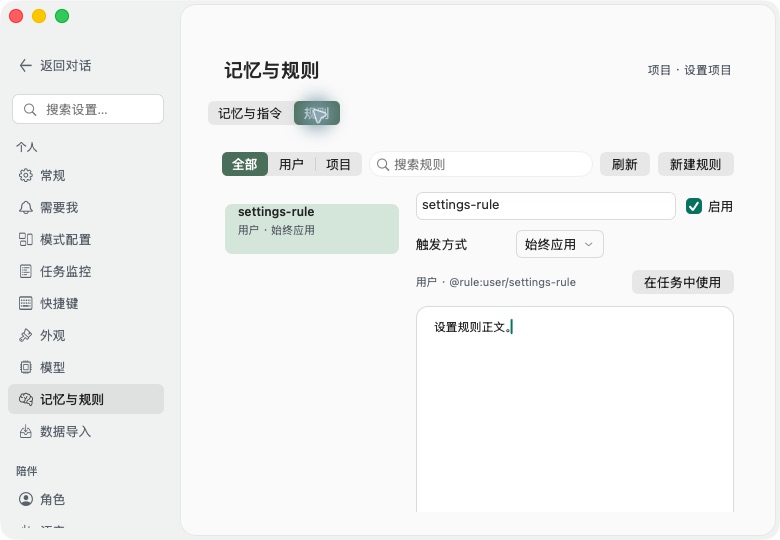 返回对话
搜索设置...
个人
常规
需要我
模式配置
任务监控
快捷键
外观
模型
记忆与规则
数据导入
陪伴
角色
记忆与规则
项目 · 设置项目
记忆与指令
规则
全部
用户
项目
搜索规则
刷新
新建规则
settings-rule
用户 · 始终应用
settings-rule
启用
触发方式
始终应用
用户 · @rule:user/settings-rule
在任务中使用
设置规则正文。